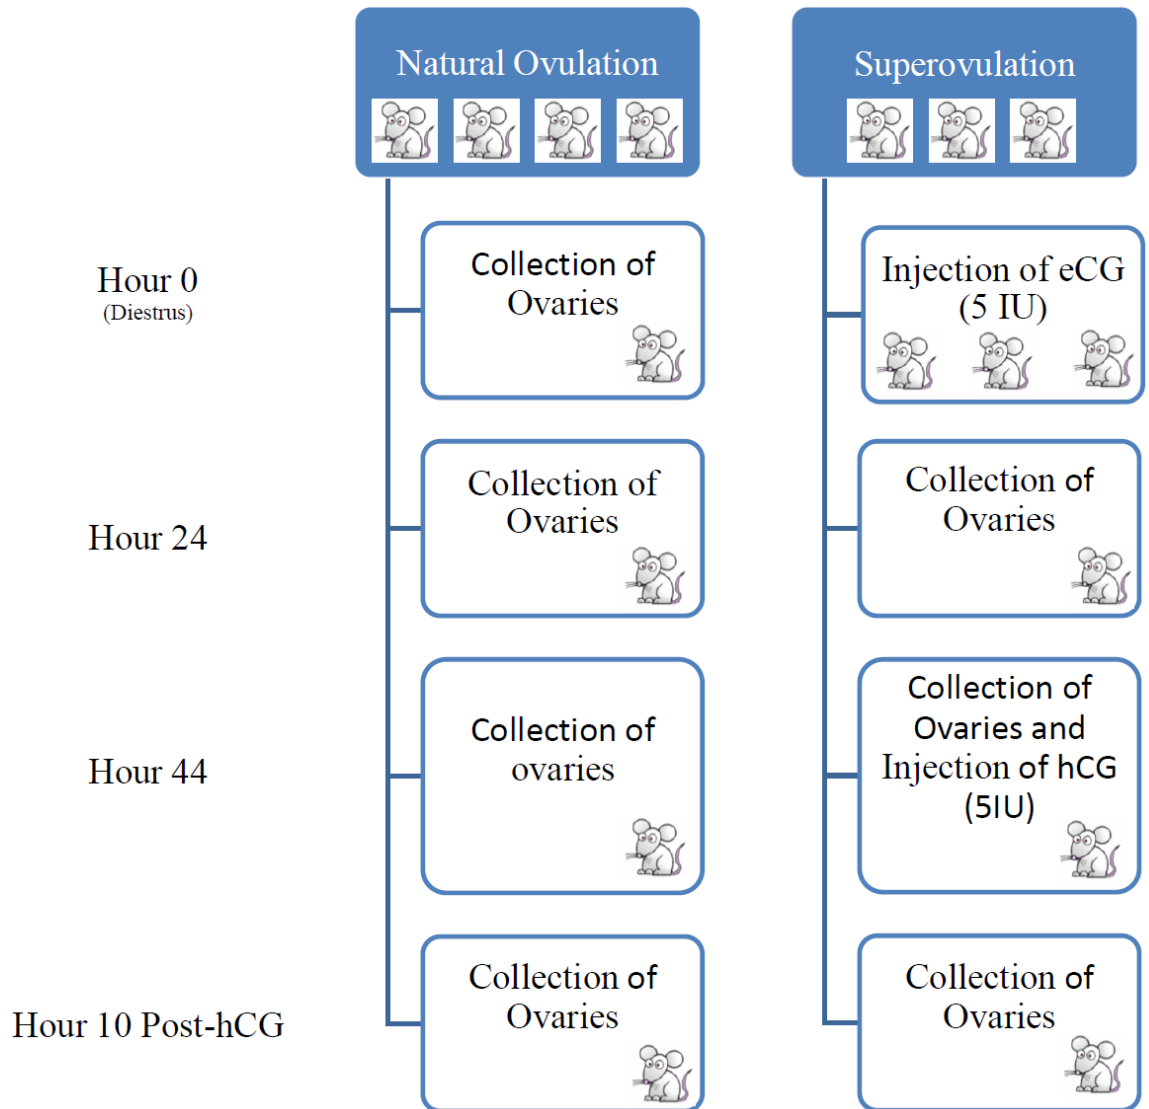 Natural Ovulation
Superovulation
Hour 0
(Diestrus)
Collection of
Ovaries
Injection of eCG
(5 IU)
Hour 24
Collection of
Ovaries
Collection of
Ovaries
Hour 44
Collection of
ovaries
Collection of
Ovaries and
Injection of hCG
(5IU)
Hour 10 Post-hCG
Collection of
Ovaries
Collection of
Ovaries